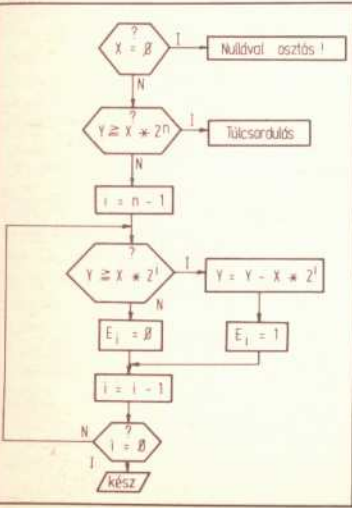 ?
X = Ø
I
Nullával osztás !
N
?
Y ≧ X * 2ⁿ
I
Túlcsordulás
N
i = n - 1
?
Y ≧ X * 2ⁱ
I
Y = Y - X * 2ⁱ
N
Eᵢ = Ø
Eᵢ = 1
i = i - 1
N
?
i = Ø
I
kész